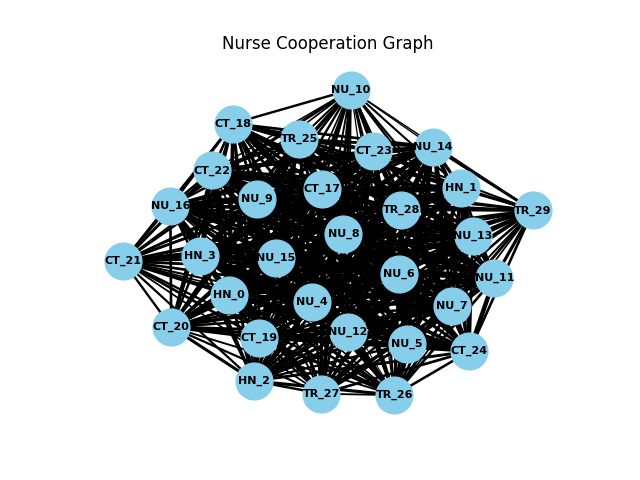 Nurse Cooperation Graph
NU_10
CT_18
TR_25
NU_14
CT_23
CT_22
CT_17
HN_1
NU_9
NU_16
TR_28
TR_29
NU_8
NU_13
HN_3
NU_15
CT_21
NU_6
NU_11
HN_0
NU_4
NU_7
CT_20
NU_12
CT_19
NU_5
CT_24
HN_2
TR_27
TR_26